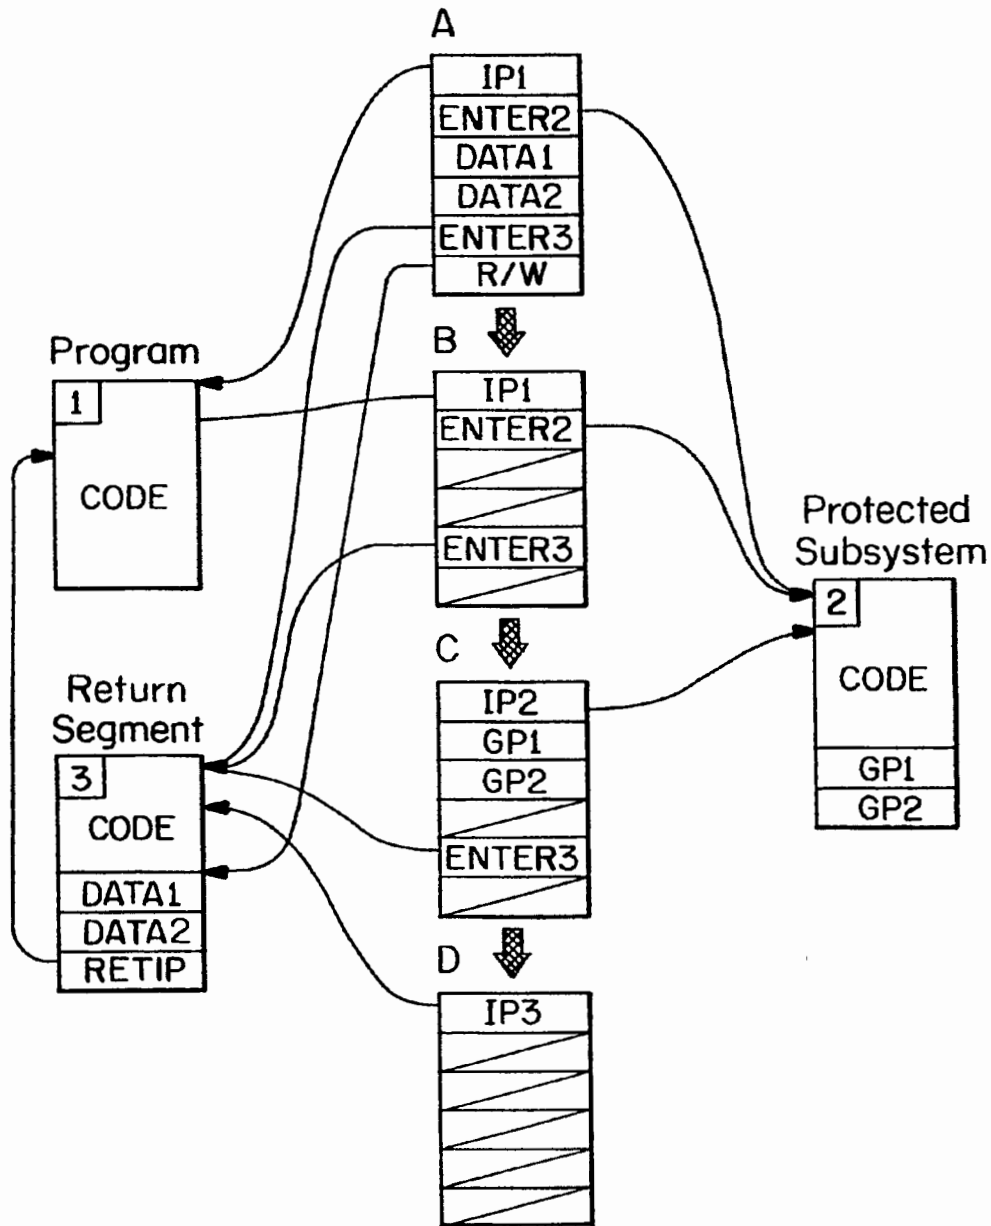 A
IP1
ENTER2
DATA1
DATA2
ENTER3
R/W
B
IP1
ENTER2
ENTER3
C
IP2
GP1
GP2
ENTER3
D
IP3
Program
1
CODE
Return
Segment
3
CODE
DATA1
DATA2
RETIP
Protected
Subsystem
2
CODE
GP1
GP2